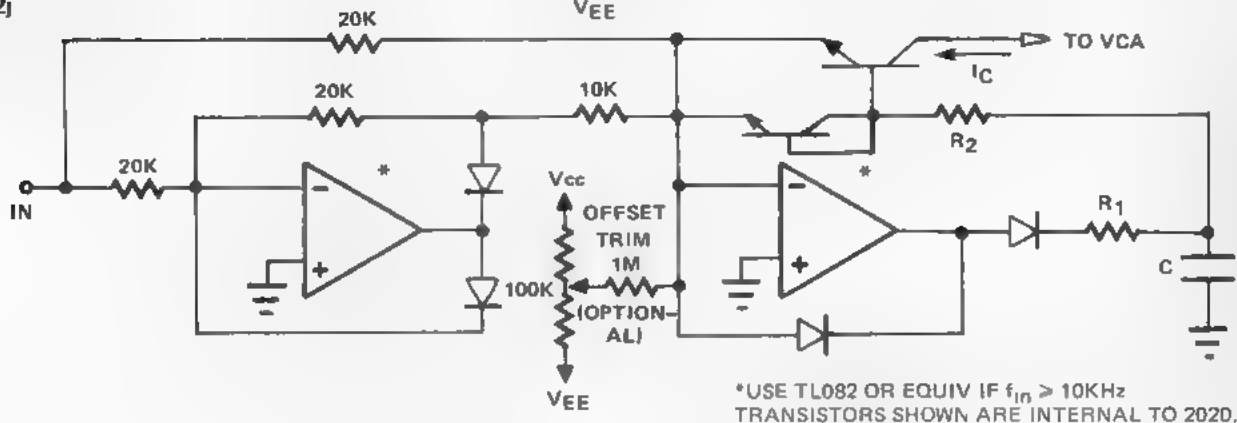 2j
VEE
20K
TO VCA
IC
20K
10K
R2
20K
*
*
IN
Vcc
OFFSET
TRIM
1M
100K
(OPTION-
AL)
VEE
R1
C
*USE TL082 OR EQUIV IF fin ≥ 10KHz
TRANSISTORS SHOWN ARE INTERNAL TO 2020.